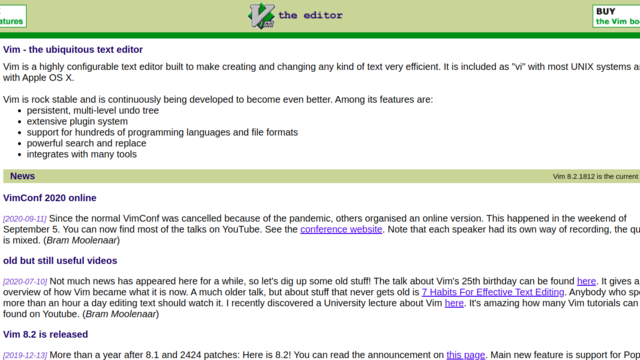 BUY
the editor
eatures
the Vim bo
Vim - the ubiquitous text editor
Vim is a highly configurable text editor built to make creating and changing any kind of text very efficient. It is included as "vi" with most UNIX systems a
with Apple OS X.
Vim is rock stable and is continuously being developed to become even better. Among its features are:
• persistent, multi-level undo tree
• extensive plugin system
• support for hundreds of programming languages and file formats
• powerful search and replace
• integrates with many tools
News
Vim 8.2.1812 is the current
VimConf 2020 online
[2020-09-11] Since the normal VimConf was cancelled because of the pandemic, others organised an online version. This happened in the weekend of
September 5. You can now find most of the talks on YouTube. See the conference website. Note that each speaker had its own way of recording, the qu
is mixed. (Bram Moolenaar)
old but still useful videos
[2020-07-10] Not much news has appeared here for a while, so let's dig up some old stuff! The talk about Vim's 25th birthday can be found here. It gives a
overview of how Vim became what it is now. A much older talk, but about stuff that never gets old is 7 Habits For Effective Text Editing. Anybody who sp
more than an hour a day editing text should watch it. I recently discovered a University lecture about Vim here. It's amazing how many Vim tutorials can
found on Youtube. (Bram Moolenaar)
Vim 8.2 is released
[2019-12-13] More than a year after 8.1 and 2424 patches: Here is 8.2! You can read the announcement on this page. Main new feature is support for Pop